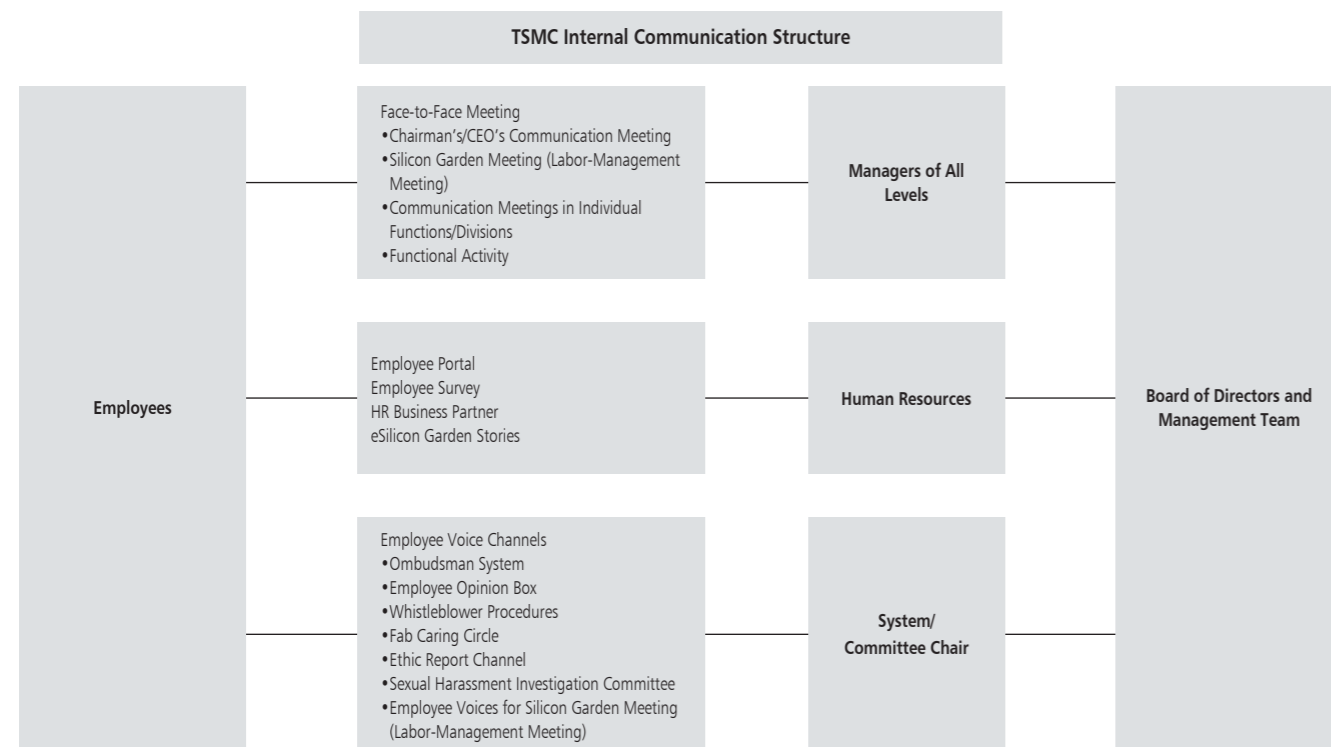 TSMC Internal Communication Structure
Employees
Face-to-Face Meeting
•Chairman's/CEO's Communication Meeting
•Silicon Garden Meeting (Labor-Management
Meeting)
•Communication Meetings in Individual
Functions/Divisions
•Functional Activity
Managers of All
Levels
Employee Portal
Employee Survey
HR Business Partner
eSilicon Garden Stories
Human Resources
Employee Voice Channels
•Ombudsman System
•Employee Opinion Box
•Whistleblower Procedures
•Fab Caring Circle
•Ethic Report Channel
•Sexual Harassment Investigation Committee
•Employee Voices for Silicon Garden Meeting
(Labor-Management Meeting)
System/
Committee Chair
Board of Directors and
Management Team